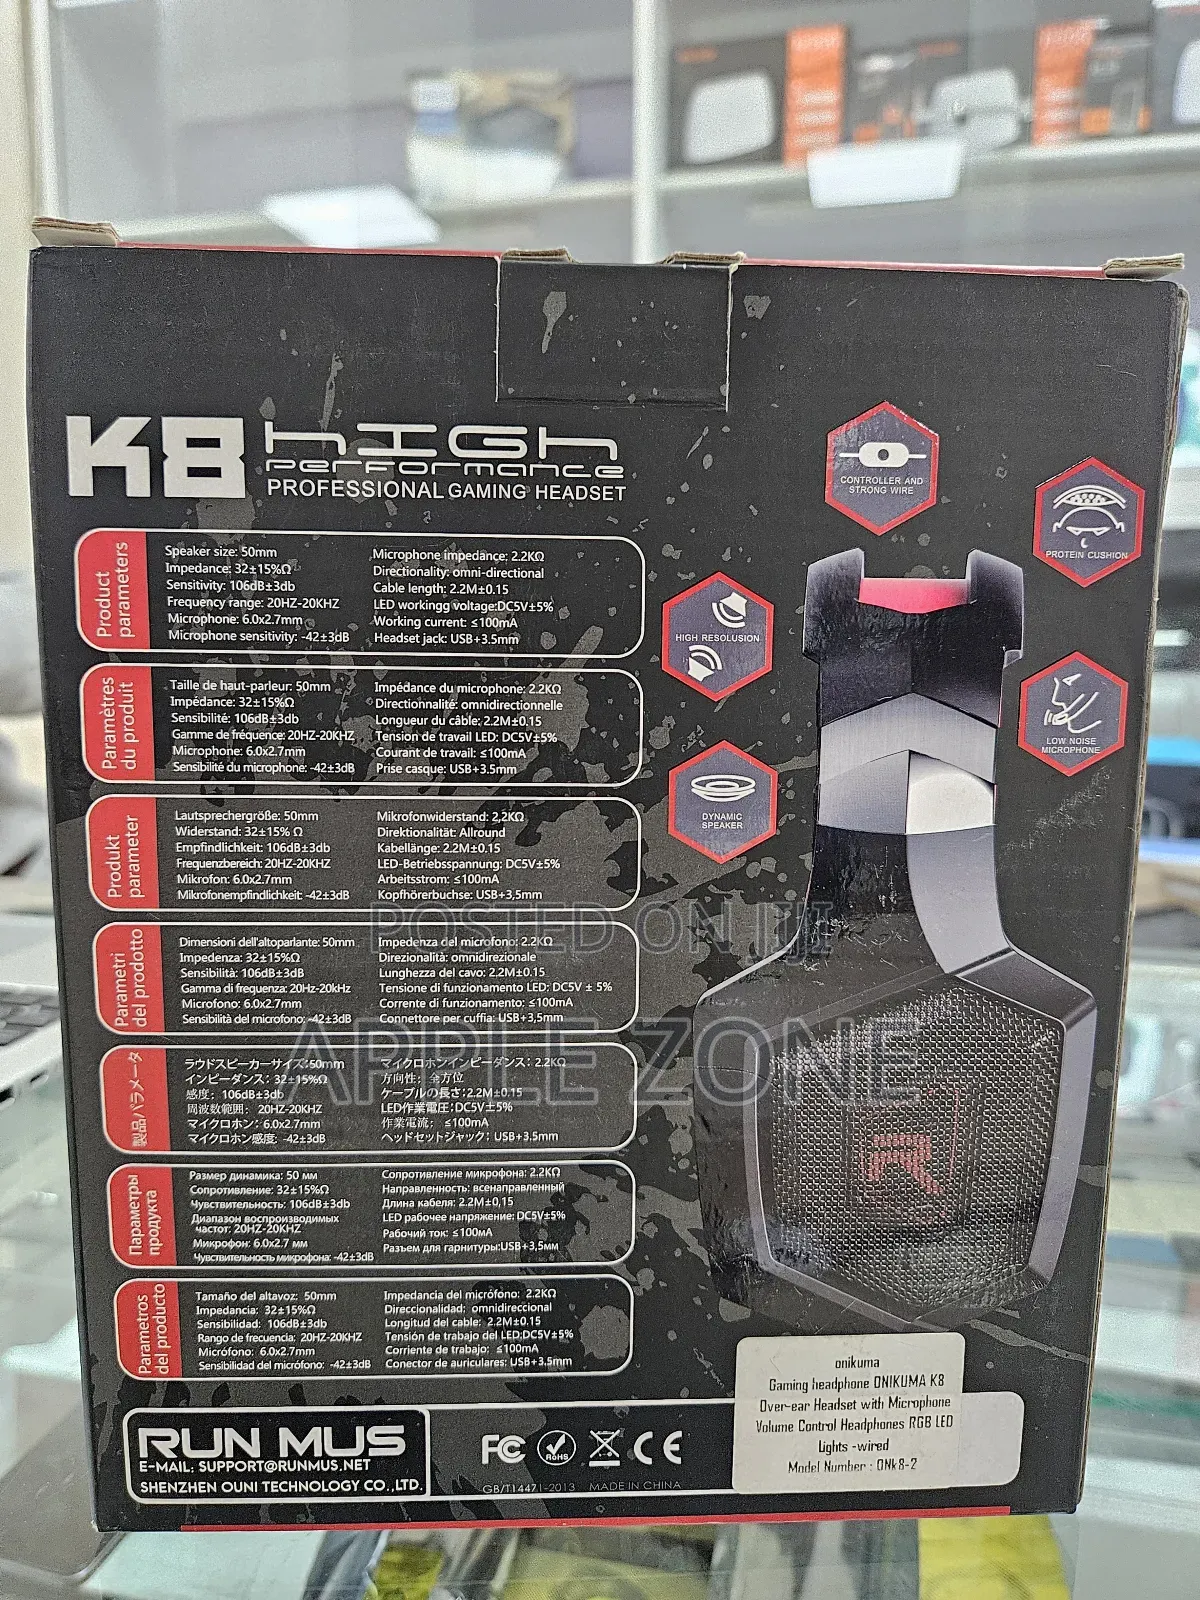 K8 HIGH
PERFORMANCE
PROFESSIONAL GAMING HEADSET
CONTROLLER AND
STRONG WIRE
PROTEIN CUSHION
HIGH RESOLUSION
LOW NOISE
MICROPHONE
DYNAMIC
SPEAKER
Product
parameters
Speaker size: 50mm
Impedance: 32±15%Ω
Sensitivity: 106dB±3db
Frequency range: 20HZ-20KHZ
Microphone: 6.0x2.7mm
Microphone sensitivity: -42±3dB
Microphone impedance: 2.2KΩ
Directionality: omni-directional
Cable length: 2.2M±0.15
LED workingg voltage:DC5V±5%
Working current: ≤100mA
Headset jack: USB+3.5mm
Paramètres
du produit
Taille de haut-parleur: 50mm
Impédance: 32±15%Ω
Sensibilité: 106dB±3db
Gamme de fréquence: 20HZ-20KHZ
Microphone: 6.0x2.7mm
Sensibilité du microphone: -42±3dB
Impédance du microphone: 2.2KΩ
Directionnalité: omnidirectionnelle
Longueur du câble: 2.2M±0.15
Tension de travail LED: DC5V±5%
Courant de travail: ≤100mA
Prise casque: USB+3.5mm
Produkt
parameter
Lautsprechergröße: 50mm
Widerstand: 32±15% Ω
Empfindlichkeit: 106dB±3db
Frequenzbereich: 20HZ-20KHZ
Mikrofon: 6.0x2.7mm
Mikrofonempfindlichkeit: -42±3dB
Mikrofonwiderstand: 2,2KΩ
Direktionalität: Allround
Kabellänge: 2.2M±0.15
LED-Betriebsspannung: DC5V±5%
Arbeitsstrom: ≤100mA
Kopfhörerbuchse: USB+3,5mm
POSTED ON JIJI
Parametri
del prodotto
Dimensioni dell'altoparlante: 50mm
Impedenza: 32±15%Ω
Sensibilità: 106dB±3dB
Gamma di frequenza: 20Hz-20kHz
Microfono: 6.0x2.7mm
Sensibilità del microfono: -42±3dB
Impedenza del microfono: 2.2KΩ
Direzionalità: omnidirezionale
Lunghezza del cavo: 2.2M±0.15
Tensione di funzionamento LED: DC5V ± 5%
Corrente di funzionamento: ≤100mA
Connettore per cuffia: USB+3,5mm
APPLE ZONE
製品パラメータ
ラウドスピーカーサイズ:50mm
インピーダンス: 32±15%Ω
感度: 106dB±3db
周波数範囲: 20HZ-20KHZ
マイクロホン: 6.0x2.7mm
マイクロホン感度: -42±3dB
マイクロホンインピーダンス: 2.2KΩ
方向性: 全方位
ケーブルの長さ:2.2M±0.15
LED作業電圧:DC5V±5%
作業電流: ≤100mA
ヘッドセットジャック: USB+3.5mm
Параметры
продукта
Размер динамика: 50 мм
Сопротивление: 32±15%Ω
Чувствительность: 106dB±3db
Диапазон воспроизводимых
частот: 20HZ-20KHZ
Микрофон: 6.0x2.7 мм
Чувствительность микрофона: -42±3dB
Сопротивление микрофона: 2.2KΩ
Направленность: всенаправленный
Длина кабеля: 2.2M±0,15
LED рабочее напряжение: DC5V±5%
Рабочий ток: ≤100мА
Разъем для гарнитуры:USB+3,5мм
Parametros
del producto
Tamaño del altavoz: 50mm
Impedancia: 32±15%Ω
Sensibilidad: 106dB±3db
Rango de frecuencia: 20HZ-20KHZ
Micrófono: 6.0x2.7mm
Sensibilidad del micrófono: -42±3dB
Impedancia del micrófono: 2.2KΩ
Direccionalidad: omnidireccional
Longitud del cable: 2.2M±0.15
Tensión de trabajo del LED:DC5V±5%
Corriente de trabajo: ≤100mA
Conector de auriculares: USB+3.5mm
RUN MUS
E-MAIL: SUPPORT@RUNMUS.NET
SHENZHEN OUNI TECHNOLOGY CO.,LTD.
FC RoHS CE
GB/T14471-2013 MADE IN CHINA
onikuma
Gaming headphone ONIKUMA K8
Over-ear Headset with Microphone
Volume Control Headphones RGB LED
Lights -wired
Model Number : ONk8-2